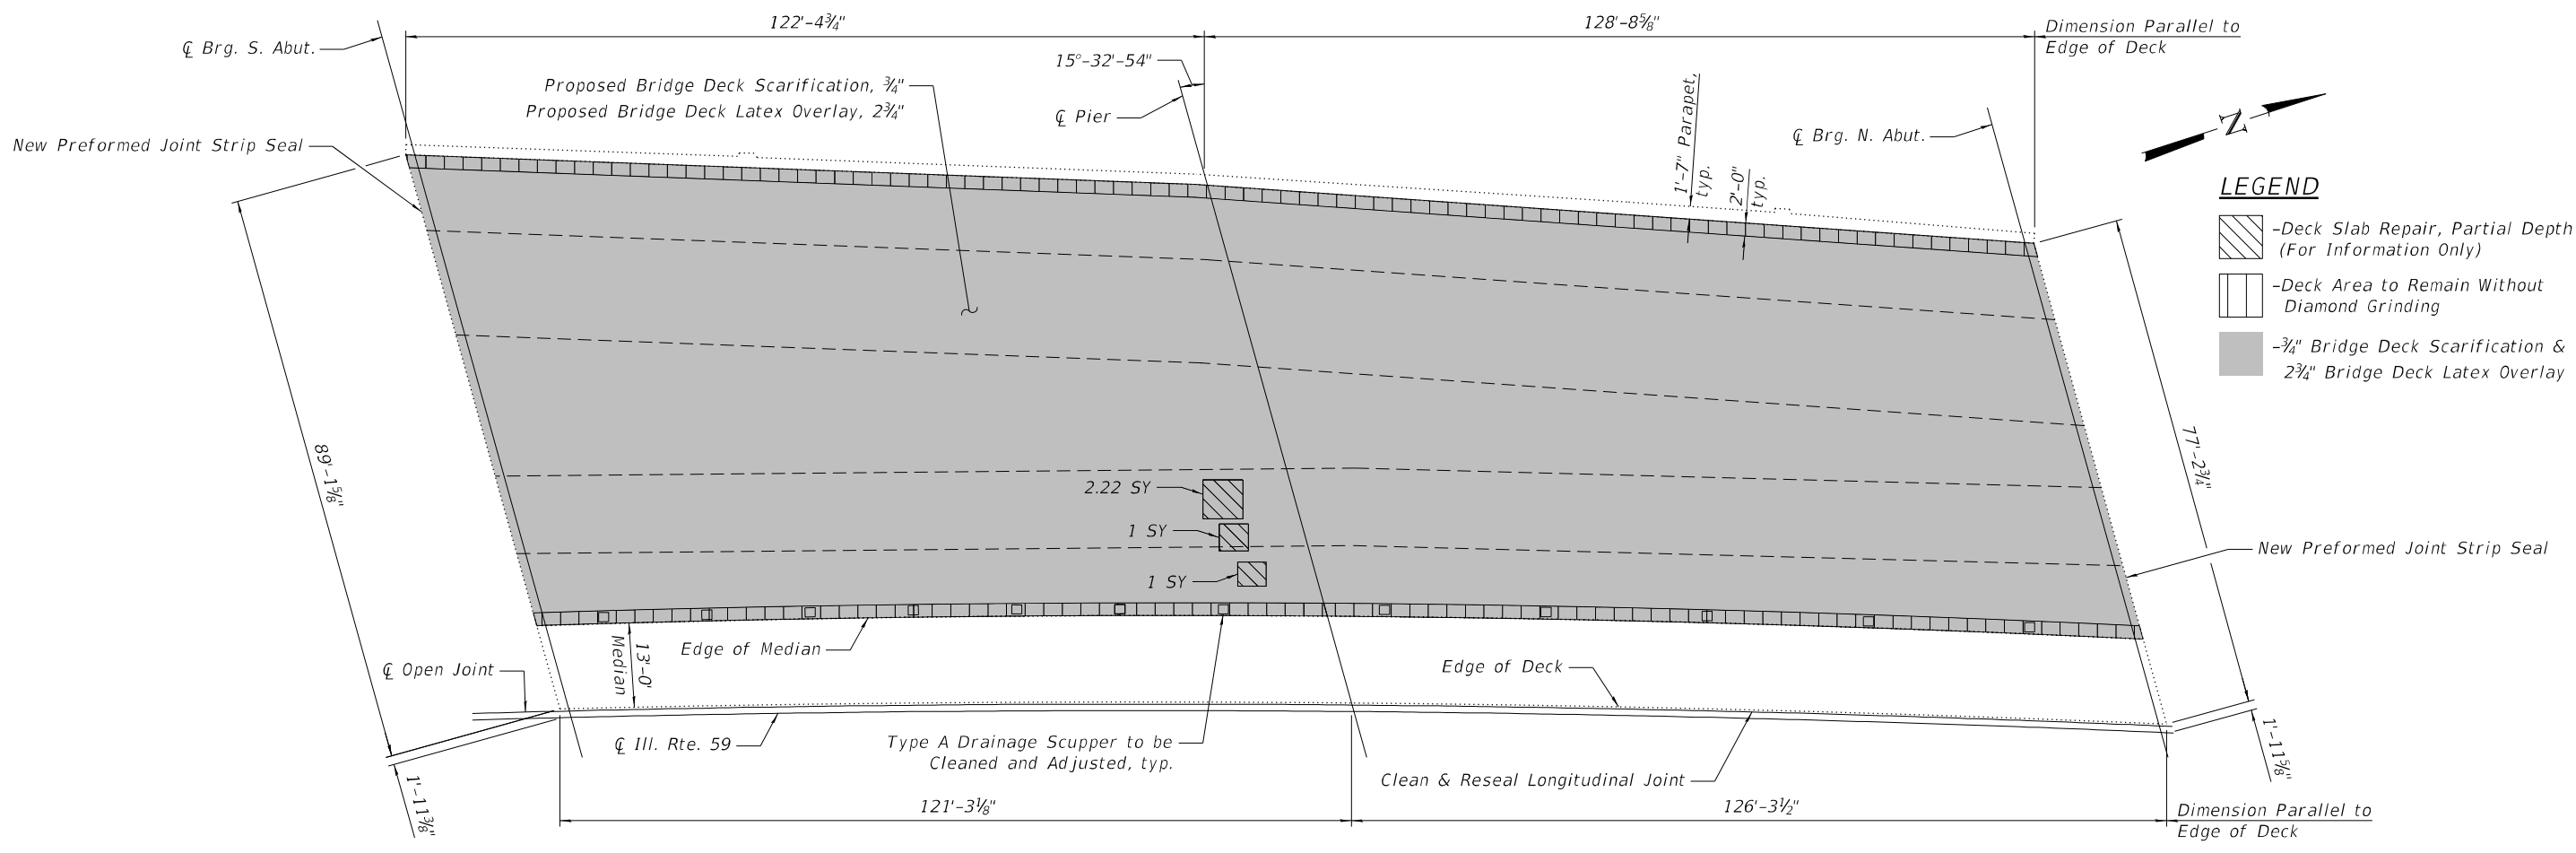 122'-4¾"
128'-8⅝"
Dimension Parallel to
Edge of Deck
℄ Brg. S. Abut.
15°-32'-54"
Proposed Bridge Deck Scarification, ¾"
Proposed Bridge Deck Latex Overlay, 2¾"
℄ Pier
1'-7" Parapet,
typ.
2'-0"
typ.
℄ Brg. N. Abut.
N
New Preformed Joint Strip Seal
LEGEND
-Deck Slab Repair, Partial Depth
(For Information Only)
-Deck Area to Remain Without
Diamond Grinding
-¾" Bridge Deck Scarification &
2¾" Bridge Deck Latex Overlay
89'-1⅝"
77'-2¾"
2.22 SY
1 SY
1 SY
New Preformed Joint Strip Seal
Edge of Median
13'-0'
Median
℄ Open Joint
Edge of Deck
℄ Ill. Rte. 59
Type A Drainage Scupper to be
Cleaned and Adjusted, typ.
Clean & Reseal Longitudinal Joint
1'-11⅜"
1'-11⅝"
121'-3⅛"
126'-3½"
Dimension Parallel to
Edge of Deck